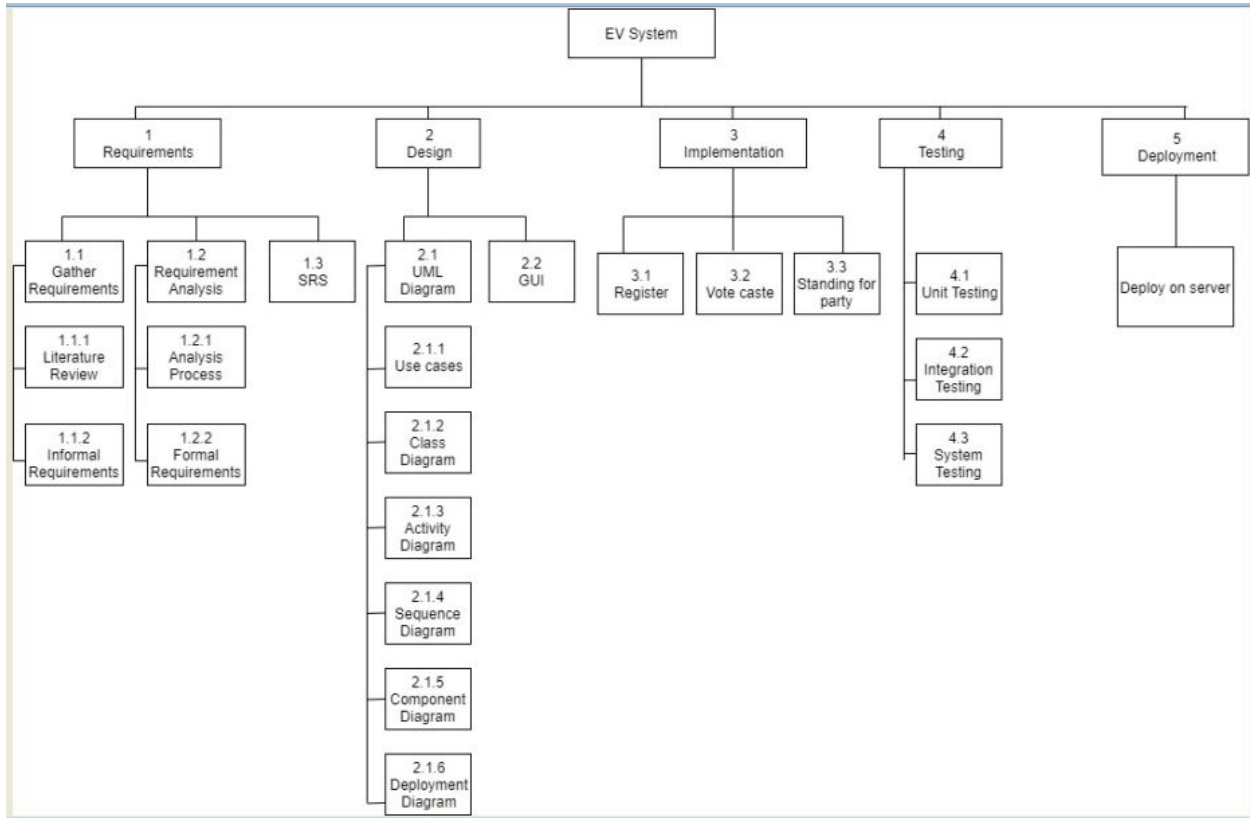 EV System
1
Requirements
2
Design
3
Implementation
4
Testing
5
Deployment
1.1
Gather
Requirements
1.2
Requirement
Analysis
1.3
SRS
2.1
UML
Diagram
2.2
GUI
3.1
Register
3.2
Vote caste
3.3
Standing for
party
4.1
Unit Testing
Deploy on server
1.1.1
Literature
Review
1.2.1
Analysis
Process
2.1.1
Use cases
4.2
Integration
Testing
1.1.2
Informal
Requirements
1.2.2
Formal
Requirements
2.1.2
Class
Diagram
4.3
System
Testing
2.1.3
Activity
Diagram
2.1.4
Sequence
Diagram
2.1.5
Component
Diagram
2.1.6
Deployment
Diagram